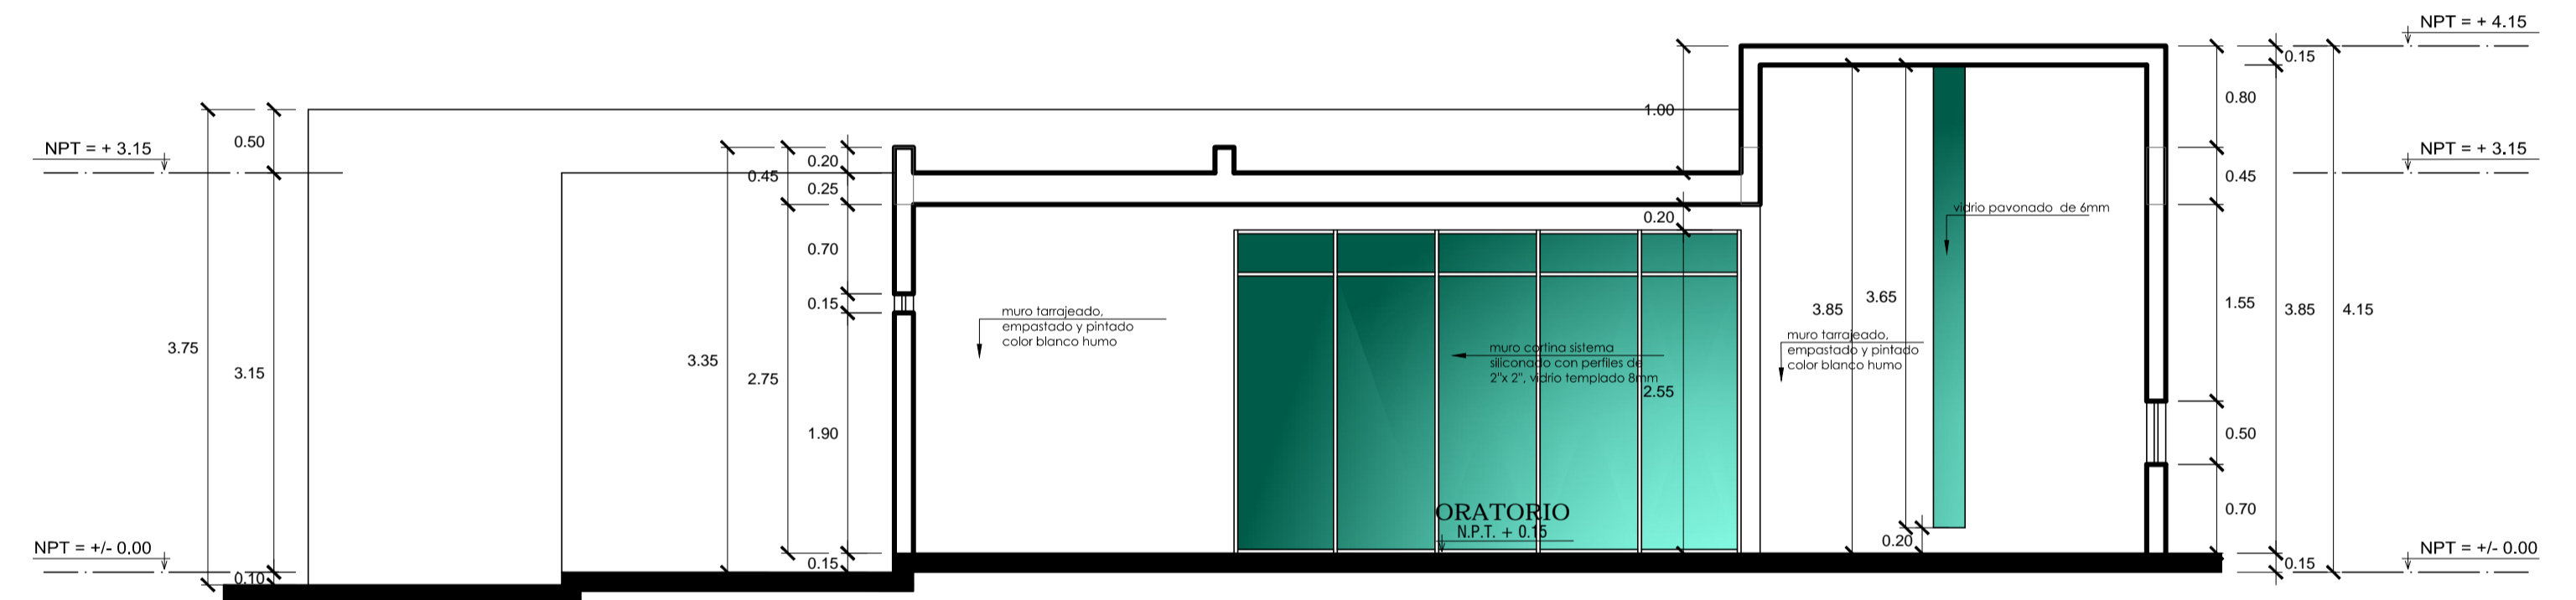 NPT = + 4.15
0.15
0.80
1.00
0.50
NPT = + 3.15
NPT = + 3.15
0.20
0.45
0.45
0.25
vidrio pavonado de 6mm
0.20
0.70
3.65
0.15
1.55
3.85
3.85
4.15
muro tarrajeado,
empastado y pintado
color blanco humo
muro tarrajeado,
empastado y pintado
color blanco humo
3.75
muro cortina sistema
siliconado con perfiles de
2"x 2", vidrio templado 8mm
3.35
3.15
2.75
2.55
1.90
0.50
ORATORIO
N.P.T. + 0.15
0.70
0.20
NPT = +/- 0.00
NPT = +/- 0.00
0.15
0.15
0.10